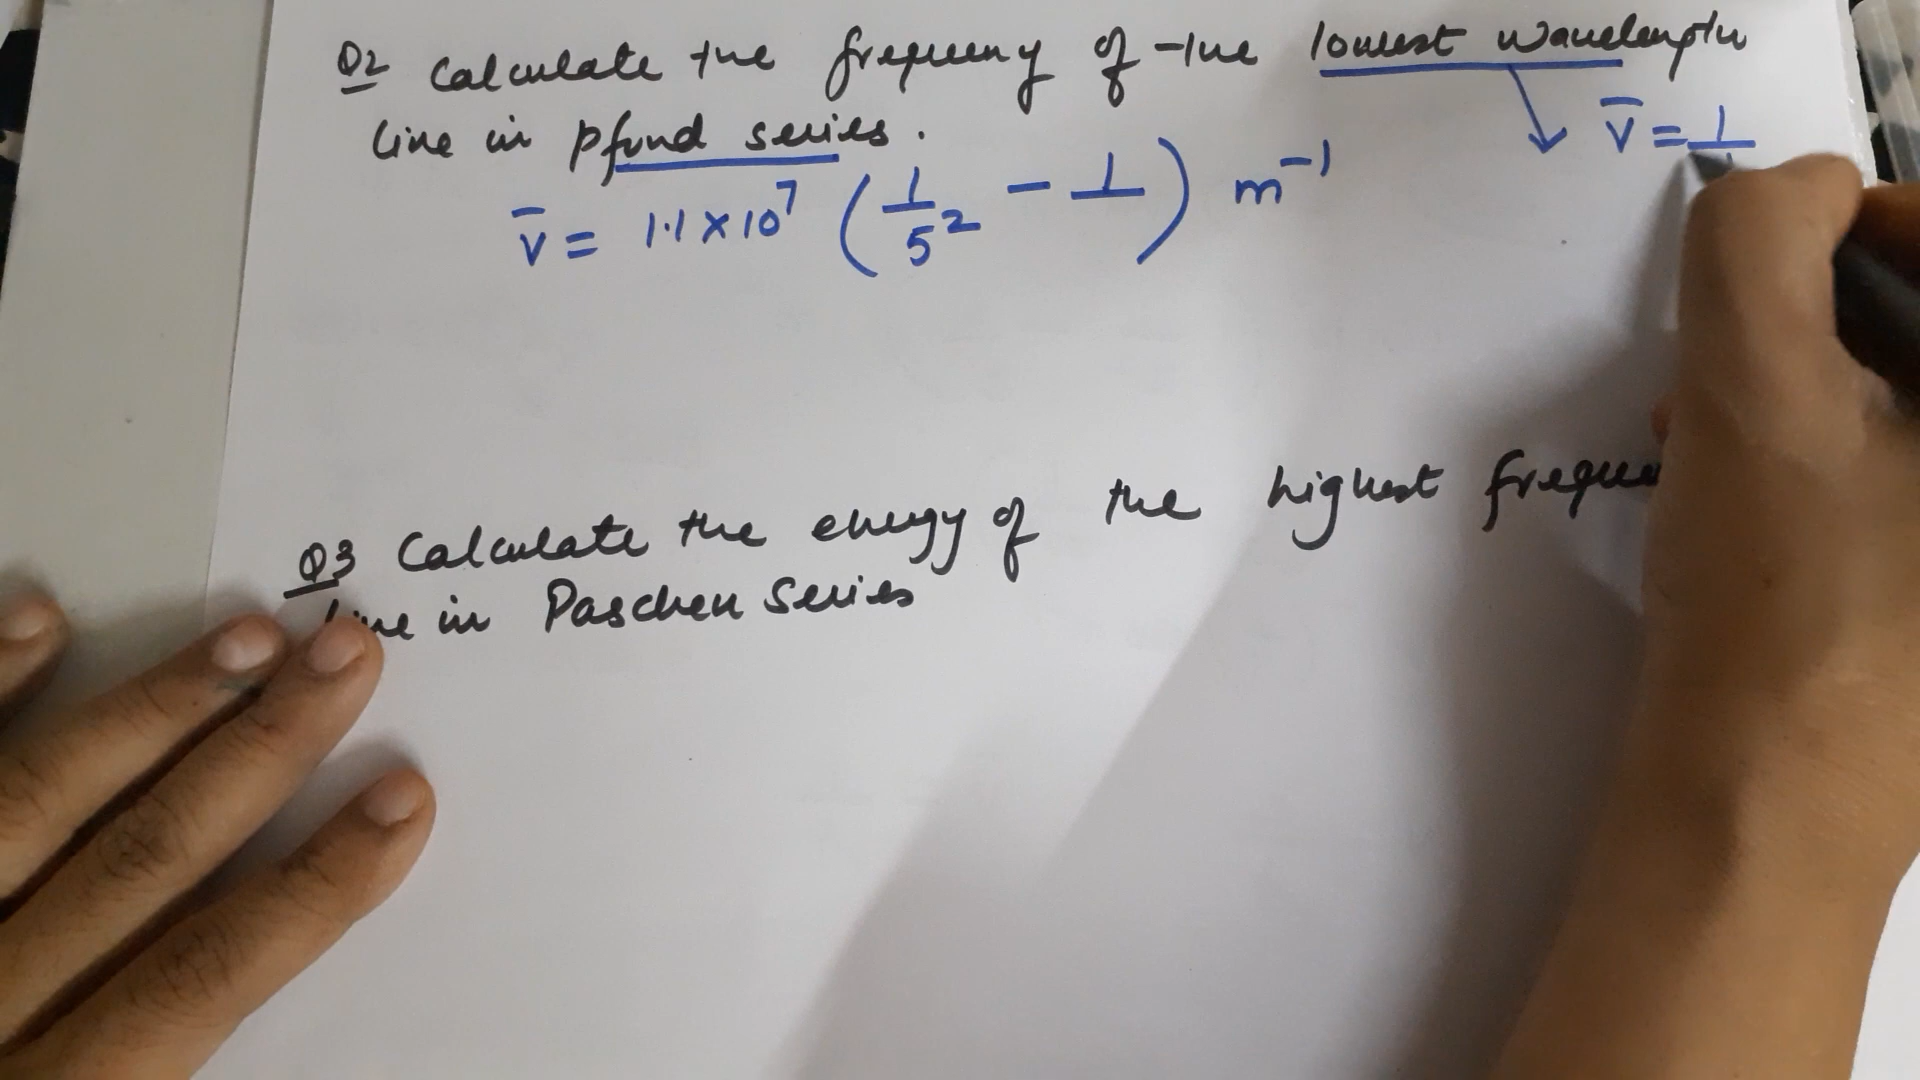 Q2 Calculate the frequency of the lowest wavelength
line in pfund series.
v̅ = 1
v̅ = 1.1 × 10⁷ ( 1/5² - 1 ) m⁻¹
Q3 Calculate the energy of the highest
line in Paschen Series